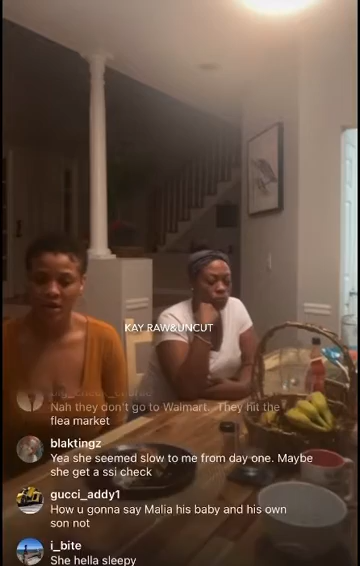 KAY RAW&UNCUT
Nah they don't go to Walmart. They hit the
flea market
blaktingz
Yea she seemed slow to me from day one. Maybe
she get a ssi check
gucci_addy1
How u gonna say Malia his baby and his own
son not
i_bite
She hella sleepy